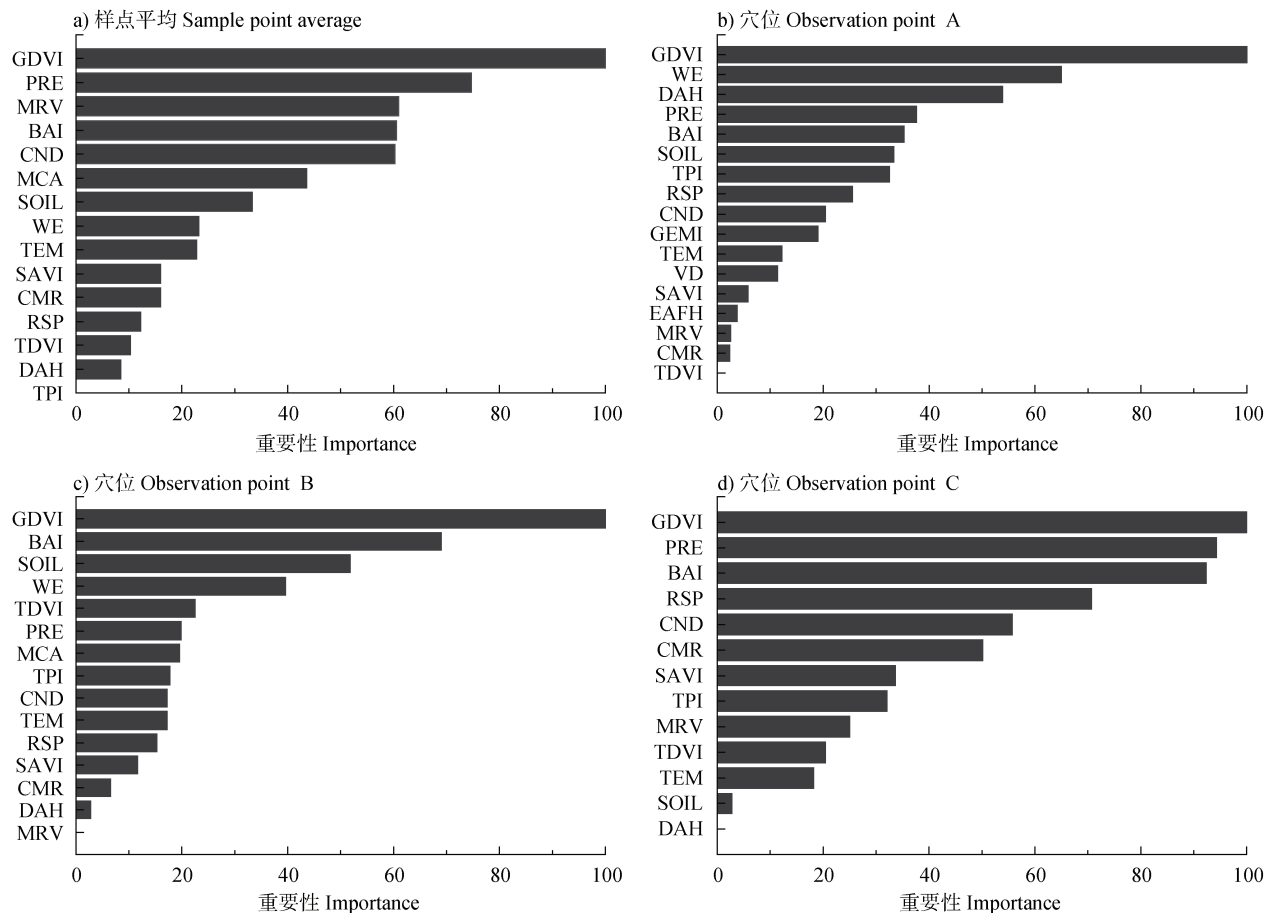 a) 样点平均 Sample point average
GDVI
PRE
MRV
BAI
CND
MCA
SOIL
WE
TEM
SAVI
CMR
RSP
TDVI
DAH
TPI
0 20 40 60 80 100
重要性 Importance
b) 穴位 Observation point A
GDVI
WE
DAH
PRE
BAI
SOIL
TPI
RSP
CND
GEMI
TEM
VD
SAVI
EAFH
MRV
CMR
TDVI
0 20 40 60 80 100
重要性 Importance
c) 穴位 Observation point B
GDVI
BAI
SOIL
WE
TDVI
PRE
MCA
TPI
CND
TEM
RSP
SAVI
CMR
DAH
MRV
0 20 40 60 80 100
重要性 Importance
d) 穴位 Observation point C
GDVI
PRE
BAI
RSP
CND
CMR
SAVI
TPI
MRV
TDVI
TEM
SOIL
DAH
0 20 40 60 80 100
重要性 Importance